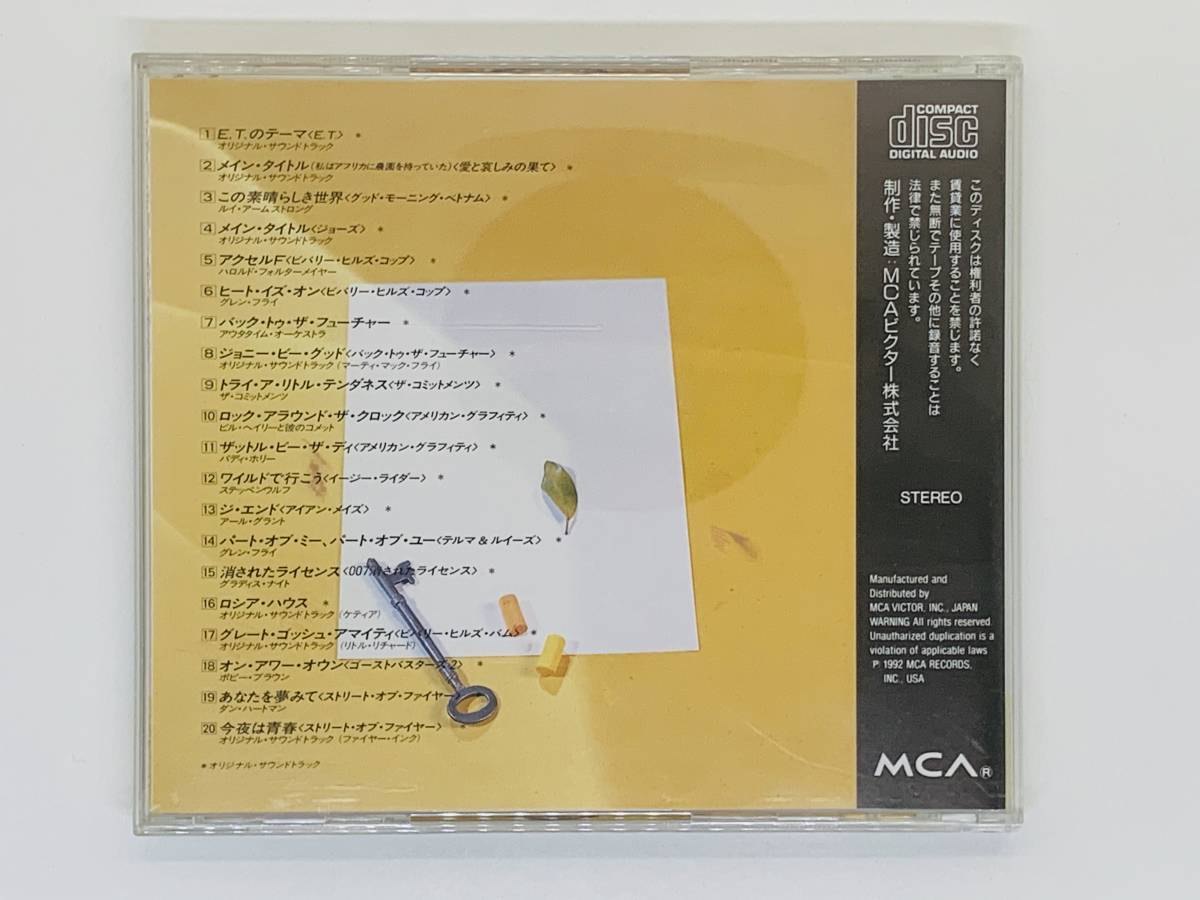 1 E.T.のテーマ〈E.T.〉 *
オリジナル・サウンドトラック
2 メイン・タイトル(私はアフリカに農園を持っていた)〈愛と哀しみの果て〉 *
オリジナル・サウンドトラック
3 この素晴らしき世界〈グッド・モーニング・ベトナム〉 *
ルイ・アームストロング
4 メイン・タイトル〈ジョーズ〉 *
オリジナル・サウンドトラック
5 アクセルF〈ビバリー・ヒルズ・コップ〉 *
ハロルド・フォルターメイヤー
6 ヒート・イズ・オン〈ビバリー・ヒルズ・コップ〉 *
グレン・フライ
7 バック・トゥ・ザ・フューチャー *
アウタタイム・オーケストラ
8 ジョニー・ビー・グッド〈バック・トゥ・ザ・フューチャー〉 *
オリジナル・サウンドトラック(マーティ・マック・フライ)
9 トライ・ア・リトル・テンダネス〈ザ・コミットメンツ〉 *
ザ・コミットメンツ
10 ロック・アラウンド・ザ・クロック〈アメリカン・グラフィティ〉 *
ビル・ヘイリーと彼のコメット
11 ザットル・ビー・ザ・デイ〈アメリカン・グラフィティ〉 *
バディ・ホリー
12 ワイルドで行こう〈イージー・ライダー〉 *
ステッペンウルフ
13 ジ・エンド〈アイアン・メイズ〉 *
アール・グラント
14 パート・オブ・ミー、パート・オブ・ユー〈テルマ&ルイーズ〉 *
グレン・フライ
15 消されたライセンス〈007消されたライセンス〉 *
グラディス・ナイト
16 ロシア・ハウス *
オリジナル・サウンドトラック(ケティア)
17 グレート・ゴッシュ・アマイティ〈ビバリー・ヒルズ・バム〉 *
オリジナル・サウンドトラック(リトル・リチャード)
18 オン・アワー・オウン〈ゴーストバスターズ2〉 *
ボビー・ブラウン
19 あなたを夢みて〈ストリート・オブ・ファイヤー〉
ダン・ハートマン
20 今夜は青春〈ストリート・オブ・ファイヤー〉 *
オリジナル・サウンドトラック(ファイヤー・インク)
* オリジナル・サウンドトラック
COMPACT
disc
DIGITAL AUDIO
このディスクは権利者の許諾なく
賃貸業に使用することを禁じます。
また無断でテープその他に録音することは
法律で禁じられています。
制作・製造:MCAビクター株式会社
STEREO
Manufactured and
Distributed by
MCA VICTOR, INC., JAPAN
WARNING All rights reserved.
Unautharized duplication is a
violation of applicable laws
℗ 1992 MCA RECORDS,
INC., USA
MCA®